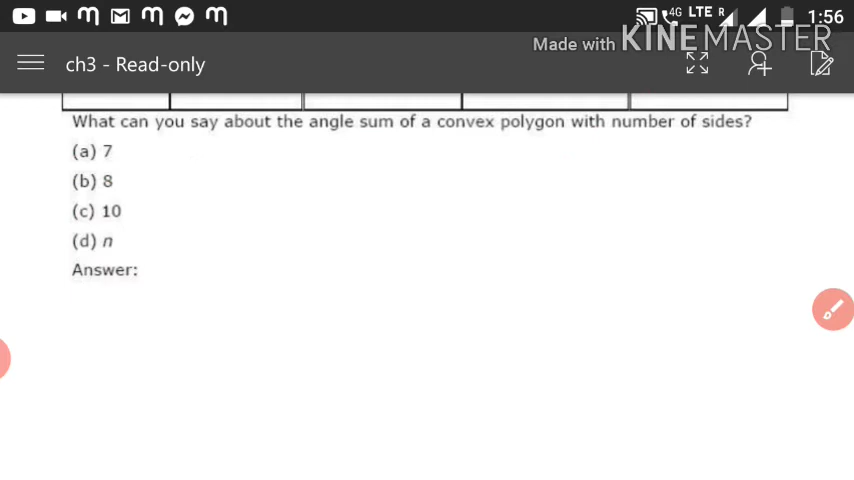 4G LTE R 1:56
Made with KINEMASTER
ch3 - Read-only
What can you say about the angle sum of a convex polygon with number of sides?
(a) 7
(b) 8
(c) 10
(d) n
Answer: